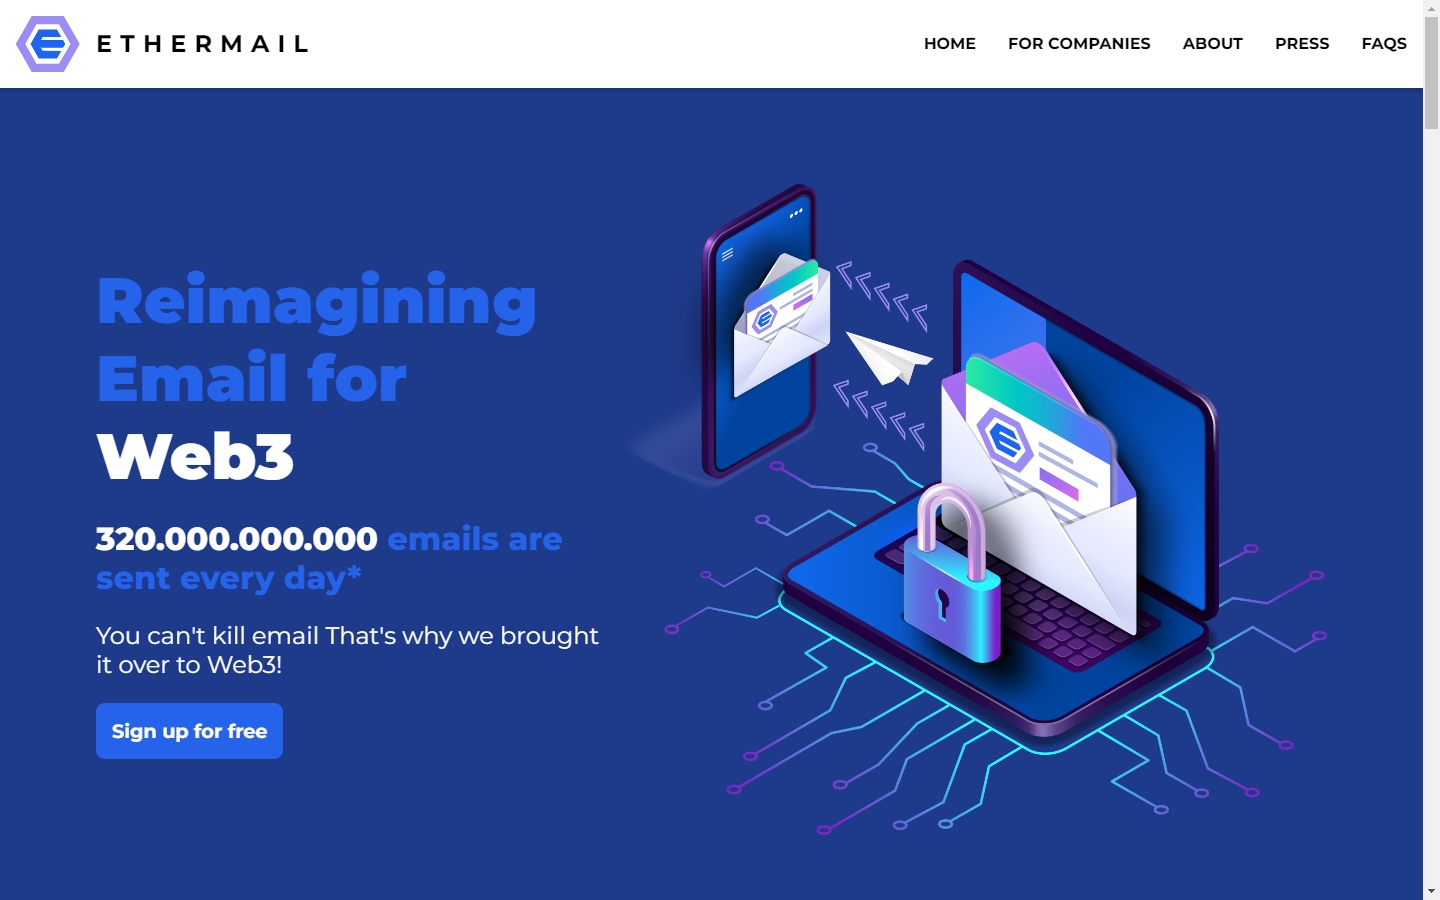 ETHERMAIL
HOME FOR COMPANIES ABOUT PRESS FAQS
Reimagining
Email for
Web3
320.000.000.000 emails are
sent every day*
You can't kill email That's why we brought
it over to Web3!
Sign up for free